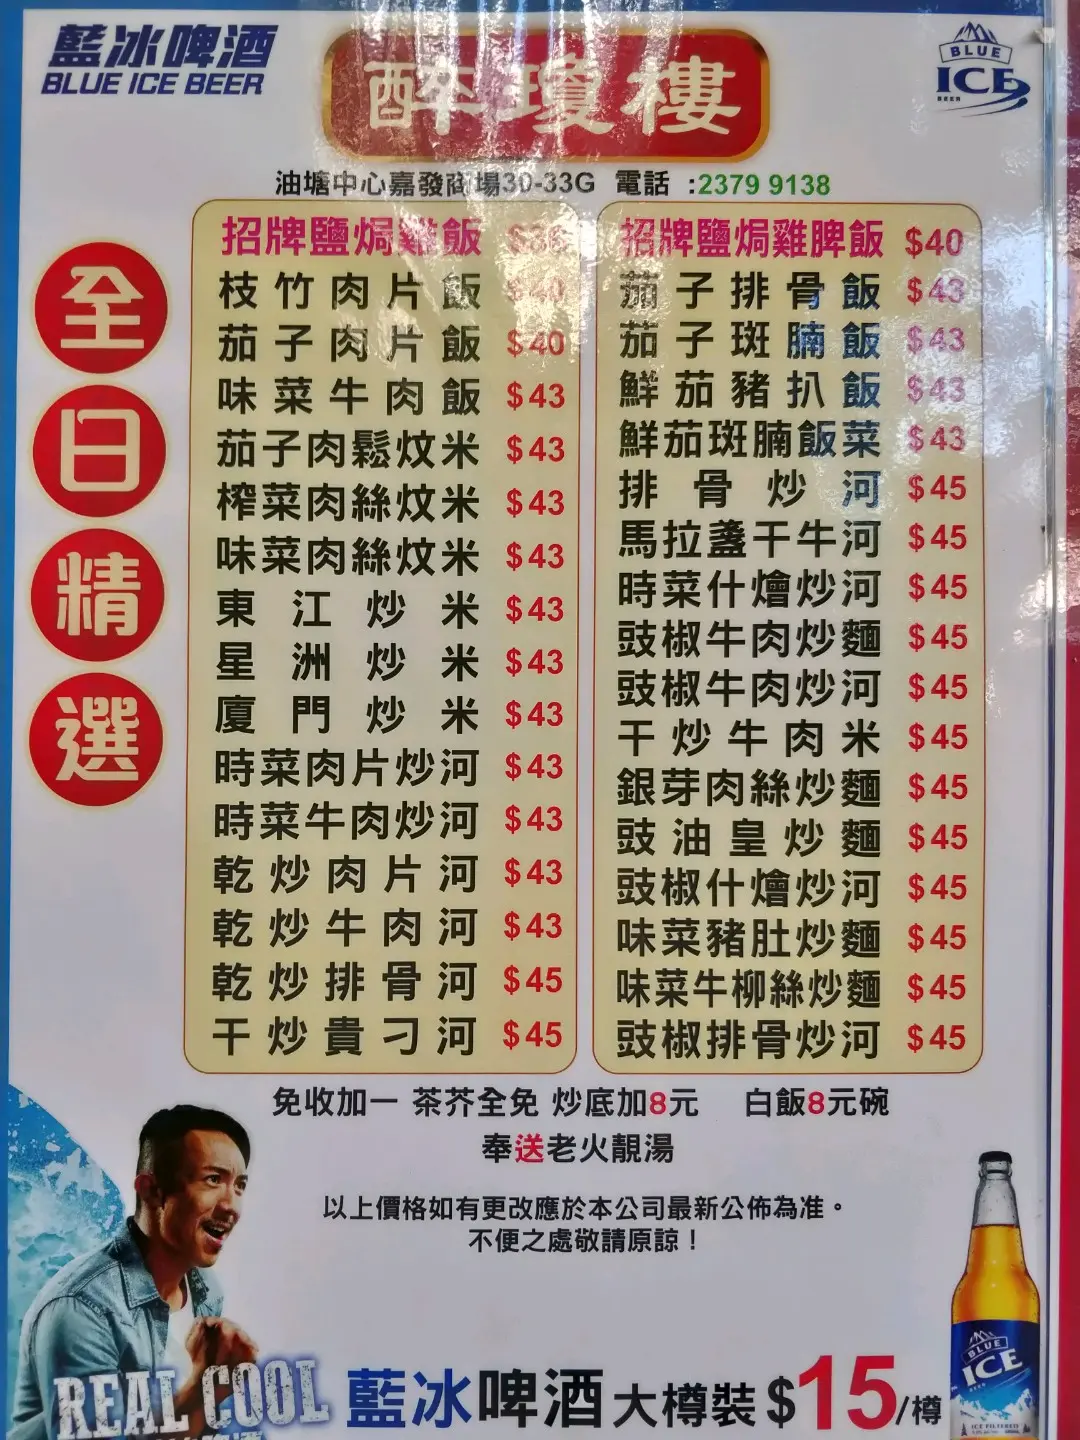 藍冰啤酒
BLUE ICE BEER
醉瓊樓
BLUE
ICE
BEER
油塘中心嘉發商場30-33G 電話 :2379 9138
全日精選
招牌鹽焗雞飯 $36
枝竹肉片飯 $40
茄子肉片飯 $40
味菜牛肉飯 $43
茄子肉鬆炆米 $43
榨菜肉絲炆米 $43
味菜肉絲炆米 $43
東江炒米 $43
星洲炒米 $43
廈門炒米 $43
時菜肉片炒河 $43
時菜牛肉炒河 $43
乾炒肉片河 $43
乾炒牛肉河 $43
乾炒排骨河 $45
干炒貴刁河 $45
招牌鹽焗雞脾飯 $40
茄子排骨飯 $43
茄子斑腩飯 $43
鮮茄豬扒飯 $43
鮮茄斑腩飯菜 $43
排骨炒河 $45
馬拉盞干牛河 $45
時菜什燴炒河 $45
豉椒牛肉炒麵 $45
豉椒牛肉炒河 $45
干炒牛肉米 $45
銀芽肉絲炒麵 $45
豉油皇炒麵 $45
豉椒什燴炒河 $45
味菜豬肚炒麵 $45
味菜牛柳絲炒麵 $45
豉椒排骨炒河 $45
免收加一 茶芥全免 炒底加8元 白飯8元碗
奉送老火靚湯
以上價格如有更改應於本公司最新公佈為准。
不便之處敬請原諒！
REAL COOL
藍冰啤酒 大樽裝 $15/樽
BLUE
ICE
BEER